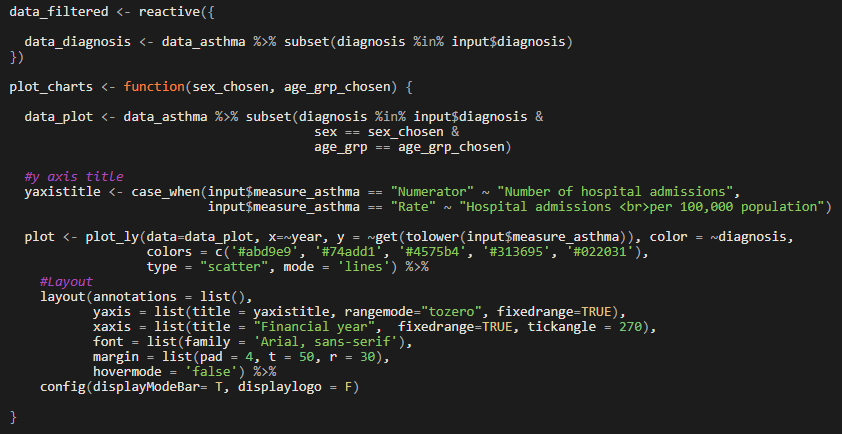 data_filtered <- reactive({
data_diagnosis <- data_asthma %>% subset(diagnosis %in% input$diagnosis)
})
plot_charts <- function(sex_chosen, age_grp_chosen) {
data_plot <- data_asthma %>% subset(diagnosis %in% input$diagnosis &
sex == sex_chosen &
age_grp == age_grp_chosen)
#y axis title
yaxistitle <- case_when(input$measure_asthma == "Numerator" ~ "Number of hospital admissions",
input$measure_asthma == "Rate" ~ "Hospital admissions <br>per 100,000 population")
plot <- plot_ly(data=data_plot, x=~year, y = ~get(tolower(input$measure_asthma)), color = ~diagnosis,
colors = c('#abd9e9', '#74add1', '#4575b4', '#313695', '#022031'),
type = "scatter", mode = 'lines') %>%
#Layout
layout(annotations = list(),
yaxis = list(title = yaxistitle, rangemode="tozero", fixedrange=TRUE),
xaxis = list(title = "Financial year",  fixedrange=TRUE, tickangle = 270),
font = list(family = 'Arial, sans-serif'),
margin = list(pad = 4, t = 50, r = 30),
hovermode = 'false') %>%
config(displayModeBar= T, displaylogo = F)
}